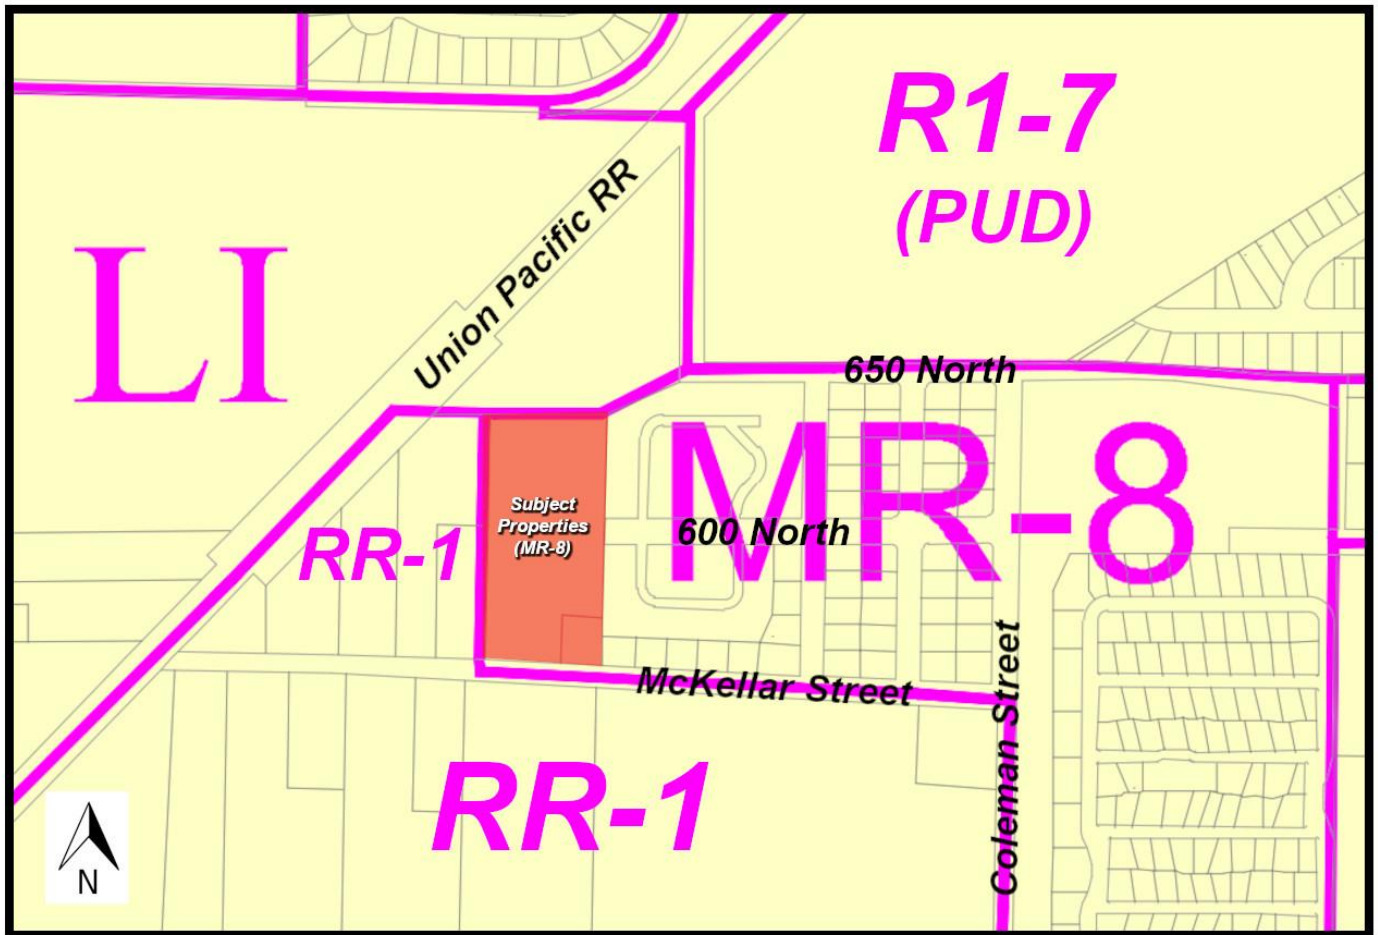 R1-7
(PUD)
Union Pacific RR
LI
650 North
MR-8
Subject
Properties
(MR-8)
600 North
RR-1
McKellar Street
Coleman Street
RR-1
N